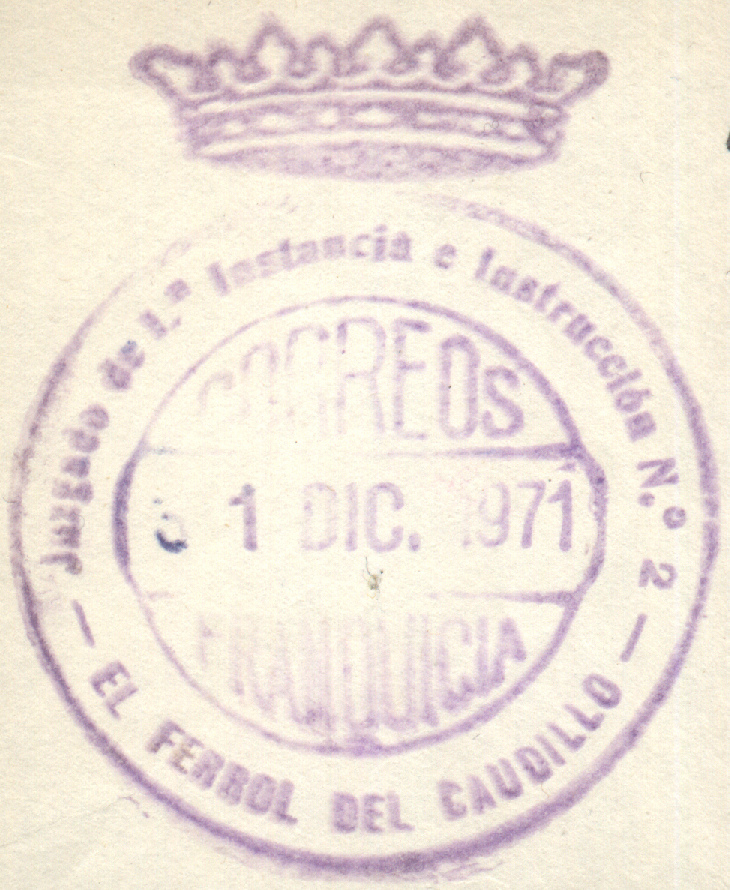 Juzgado de 1.ª Instancia e Instrucción N.º 2
CORREOS
1 DIC. 1971
FRANQUICIA
— EL FERROL DEL CAUDILLO —